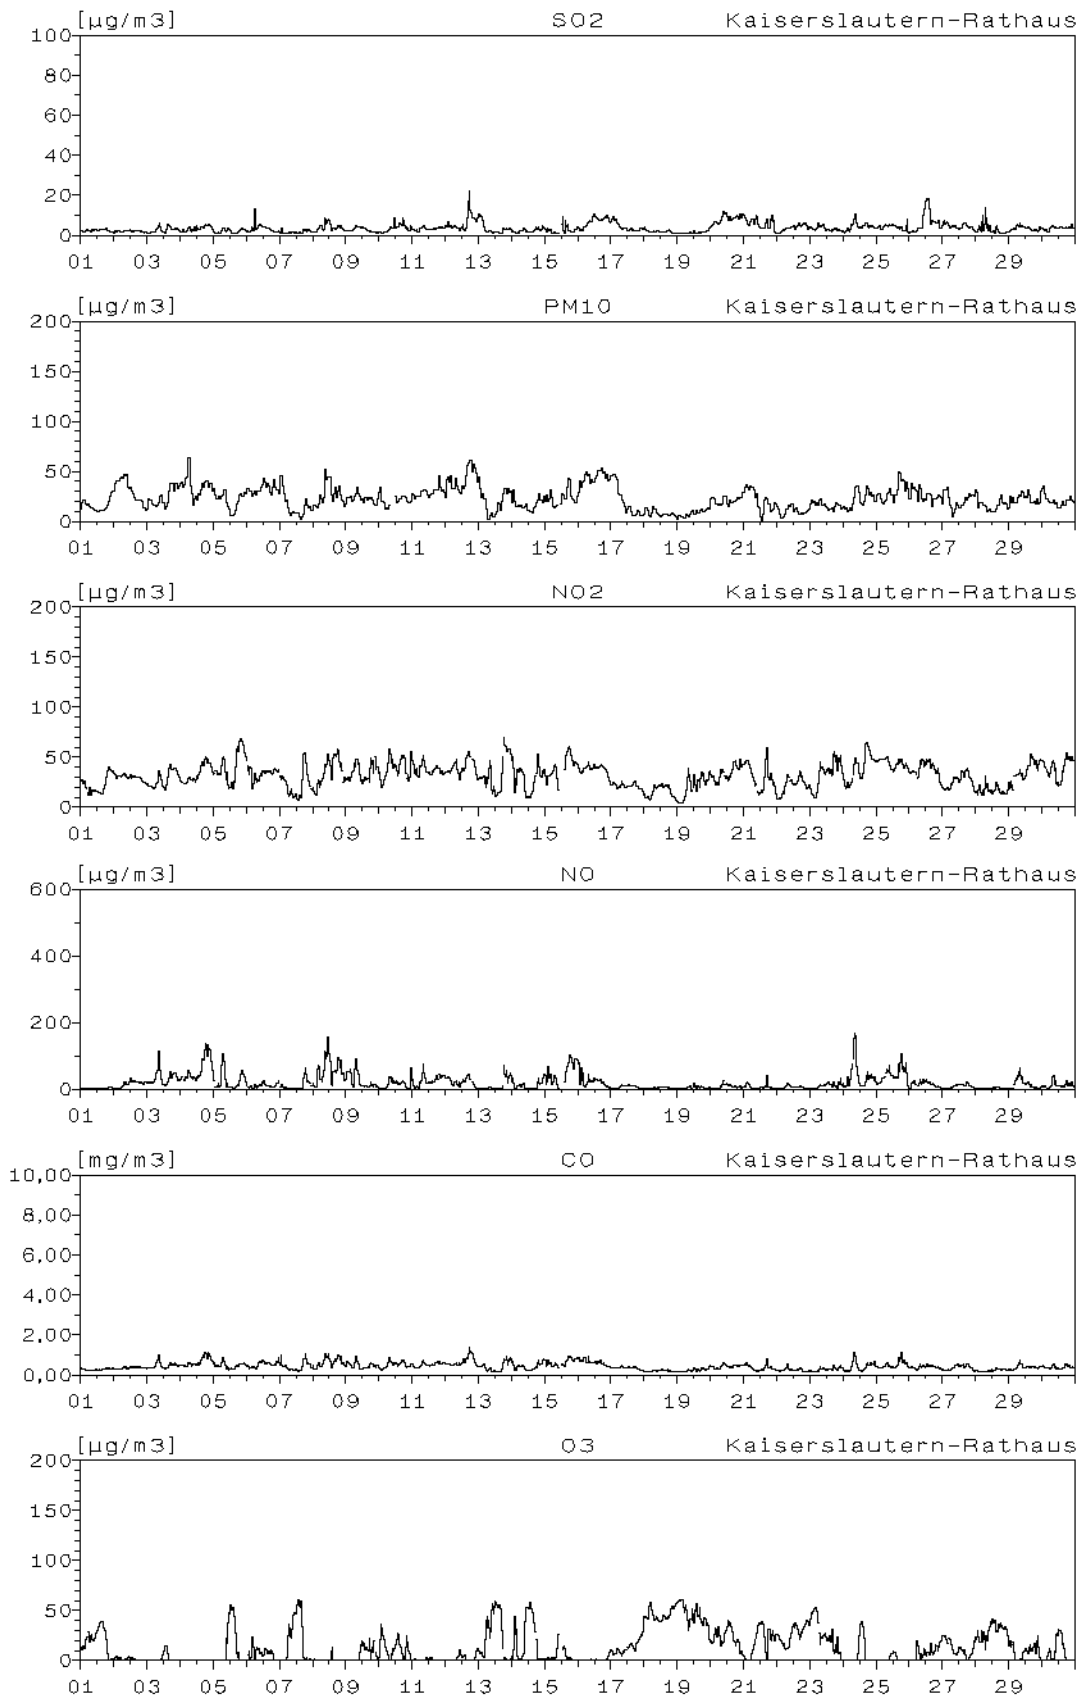 [µg/m3] SO2 Kaiserslautern-Rathaus
100
80
60
40
20
0
01 03 05 07 09 11 13 15 17 19 21 23 25 27 29
[µg/m3] PM10 Kaiserslautern-Rathaus
200
150
100
50
0
01 03 05 07 09 11 13 15 17 19 21 23 25 27 29
[µg/m3] NO2 Kaiserslautern-Rathaus
200
150
100
50
0
01 03 05 07 09 11 13 15 17 19 21 23 25 27 29
[µg/m3] NO Kaiserslautern-Rathaus
600
400
200
0
01 03 05 07 09 11 13 15 17 19 21 23 25 27 29
[mg/m3] CO Kaiserslautern-Rathaus
10,00
8,00
6,00
4,00
2,00
0,00
01 03 05 07 09 11 13 15 17 19 21 23 25 27 29
[µg/m3] O3 Kaiserslautern-Rathaus
200
150
100
50
0
01 03 05 07 09 11 13 15 17 19 21 23 25 27 29